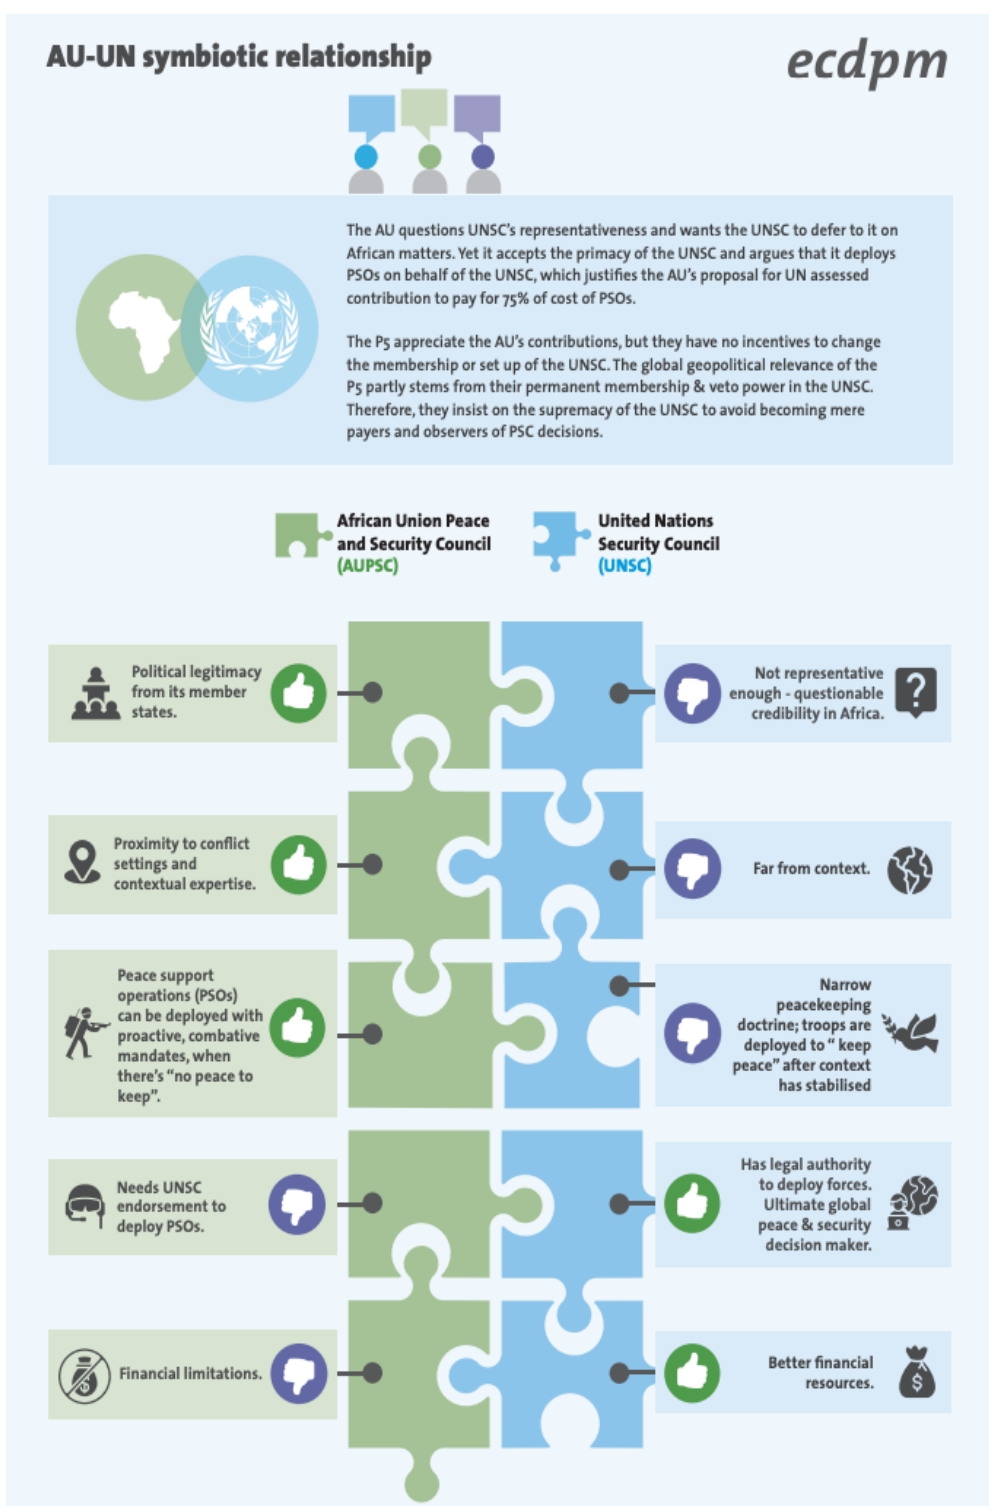 AU-UN symbiotic relationship
ecdpm
The AU questions UNSC's representativeness and wants the UNSC to defer to it on
African matters. Yet it accepts the primacy of the UNSC and argues that it deploys
PSOs on behalf of the UNSC, which justifies the AU's proposal for UN assessed
contribution to pay for 75% of cost of PSOs.
The P5 appreciate the AU's contributions, but they have no incentives to change
the membership or set up of the UNSC. The global geopolitical relevance of the
P5 partly stems from their permanent membership & veto power in the UNSC.
Therefore, they insist on the supremacy of the UNSC to avoid becoming mere
payers and observers of PSC decisions.
African Union Peace
and Security Council
(AUPSC)
United Nations
Security Council
(UNSC)
Political legitimacy
from its member
states.
Not representative
enough - questionable
credibility in Africa.
?
Proximity to conflict
settings and
contextual expertise.
Far from context.
Peace support
operations (PSOs)
can be deployed with
proactive, combative
mandates, when
there's "no peace to
keep".
Narrow
peacekeeping
doctrine; troops are
deployed to " keep
peace" after context
has stabilised
Needs UNSC
endorsement to
deploy PSOs.
Has legal authority
to deploy forces.
Ultimate global
peace & security
decision maker.
$
Financial limitations.
Better financial
resources.
$